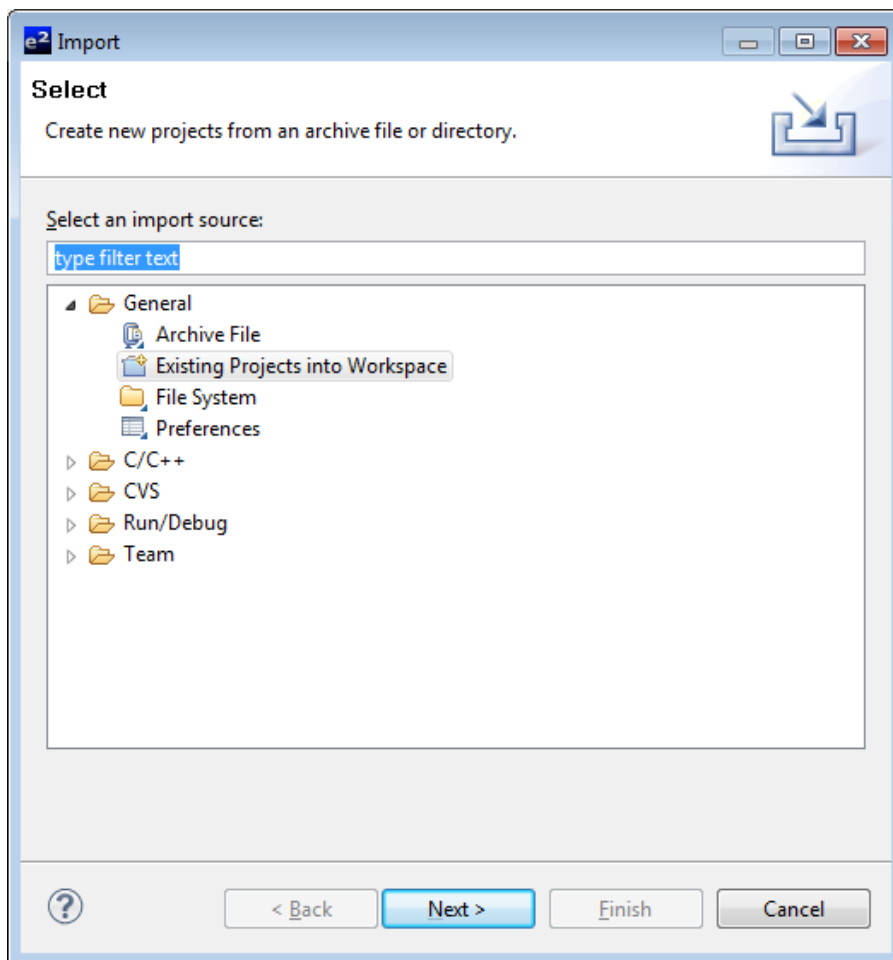 e² Import
Select
Create new projects from an archive file or directory.
Select an import source:
type filter text
General
Archive File
Existing Projects into Workspace
File System
Preferences
C/C++
CVS
Run/Debug
Team
? < Back Next > Finish Cancel